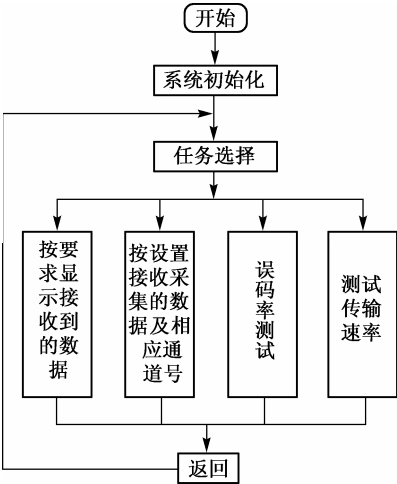 开始
系统初始化
任务选择
按要
求显
示接
收到
的数
据
按设置
接收采
集的数
据及相
应通
道号
误
码
率
测
试
测试
传输
速率
返回